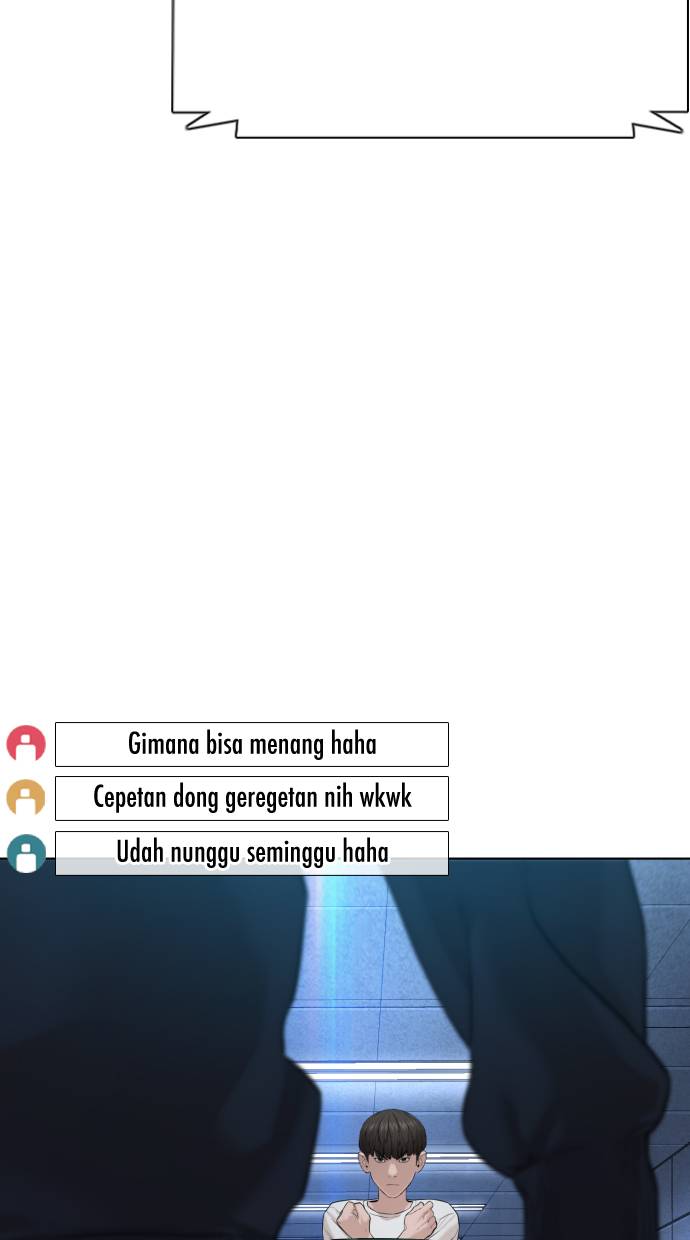 Gimana bisa menang haha
Cepetan dong geregetan nih wkwk
Udah nunggu seminggu haha